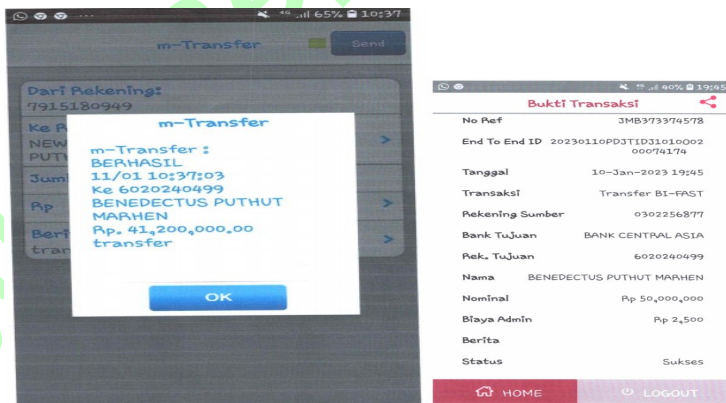 65% 10:37
m-Transfer
Send
Dari Rekening:
7915180949
Ke R
NEW
PUTH
Juml
Rp
Beri
tran
m-Transfer
m-Transfer :
BERHASIL
11/01 10:37:03
Ke 6020240499
BENEDECTUS PUTHUT
MARHEN
Rp. 41,200,000.00
transfer
OK
40% 19:45
Bukti Transaksi
No Ref JMB373374578
End To End ID 20230110PDJTIDJ1010O02
00074174
Tanggal 10-Jan-2023 19:45
Transaksi Transfer BI-FAST
Rekening Sumber 0302256877
Bank Tujuan BANK CENTRAL ASIA
Rek. Tujuan 6020240499
Nama BENEDECTUS PUTHUT MARHEN
Nominal Rp 50,000,000
Biaya Admin Rp 2,500
Berita
Status Sukses
HOME LOGOUT